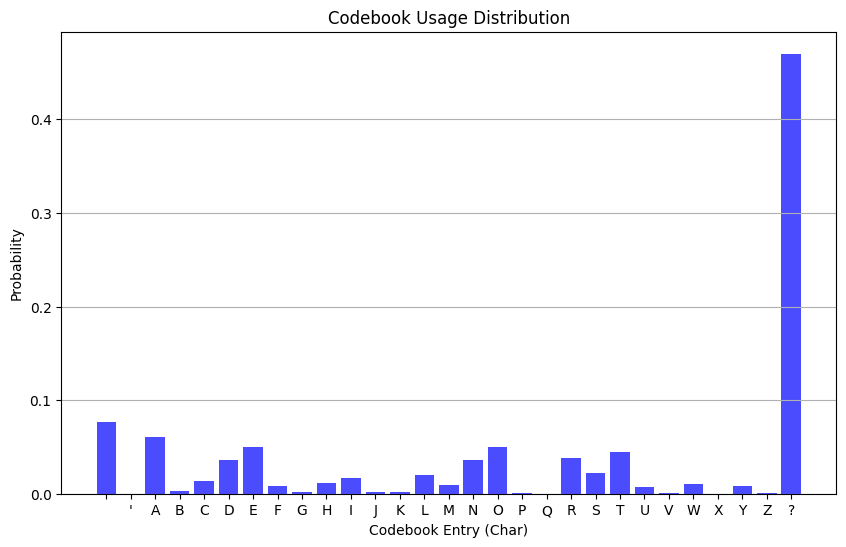 Codebook Usage Distribution
Probability
0.4
0.3
0.2
0.1
0.0
' A B C D E F G H I J K L M N O P Q R S T U V W X Y Z ?
Codebook Entry (Char)